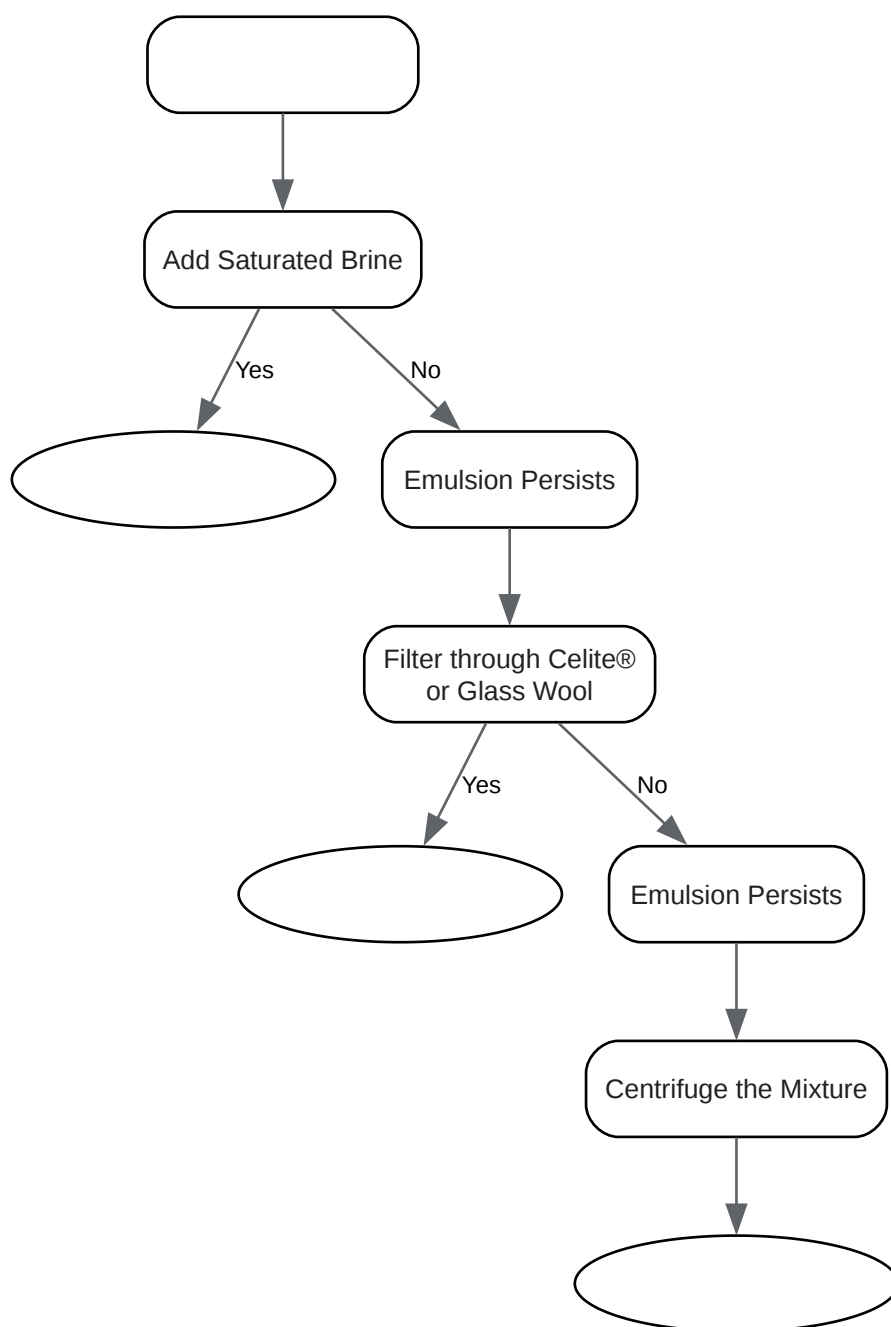 Add Saturated Brine
Yes
No
Emulsion Persists
Filter through Celite®
or Glass Wool
Yes
No
Emulsion Persists
Centrifuge the Mixture